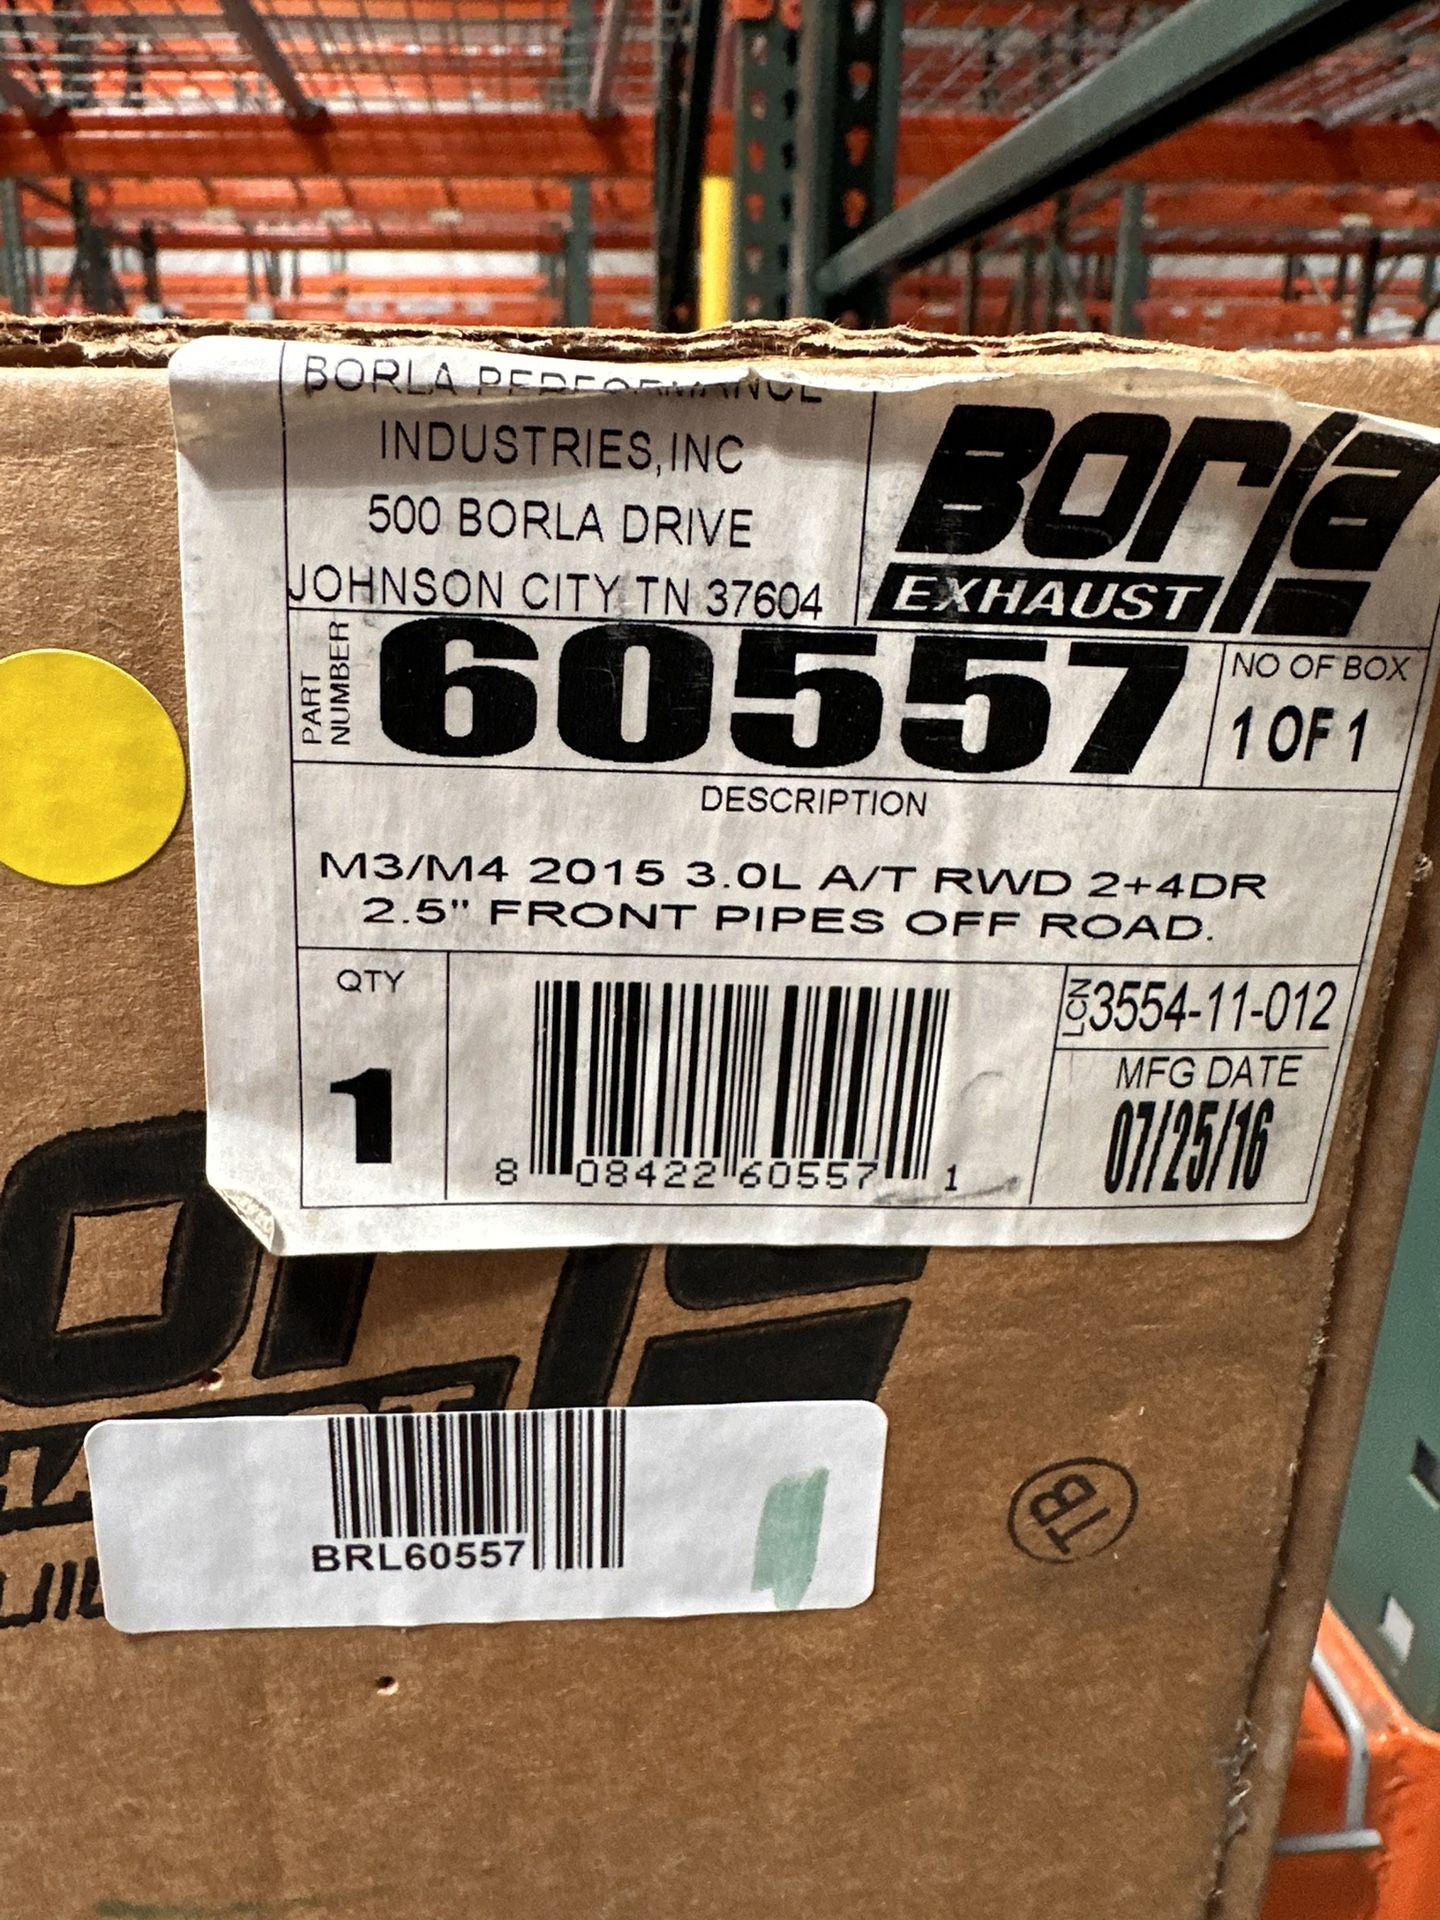 BORLA PERFORMANCE
INDUSTRIES,INC
500 BORLA DRIVE
JOHNSON CITY TN 37604
BORLA
EXHAUST
PART
NUMBER
60557
NO OF BOX
1 OF 1
DESCRIPTION
M3/M4 2015 3.0L A/T RWD 2+4DR
2.5" FRONT PIPES OFF ROAD.
QTY
1
8 08422 60557 1
LCN 3554-11-012
MFG DATE
07/25/16
BRL60557
TB